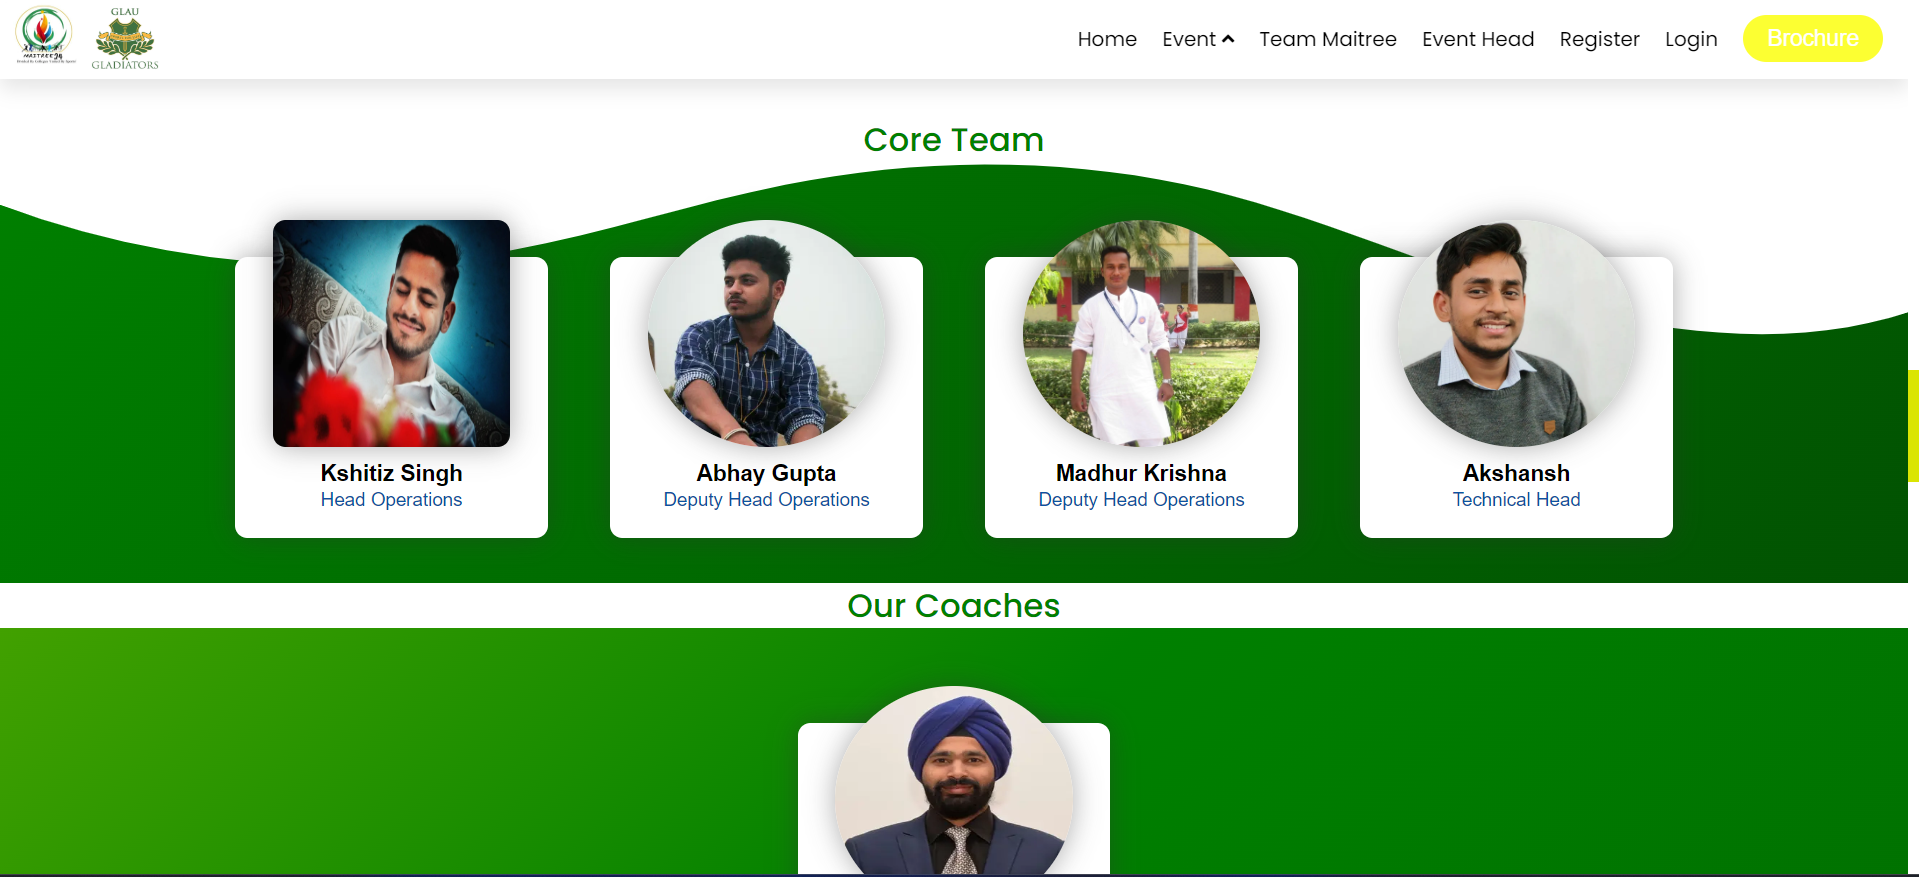 MAITREE
GLAU
GLADIATORS
Home
Event
Team Maitree
Event Head
Register
Login
Brochure
Core Team
Kshitiz Singh
Head Operations
Abhay Gupta
Deputy Head Operations
Madhur Krishna
Deputy Head Operations
Akshansh
Technical Head
Our Coaches